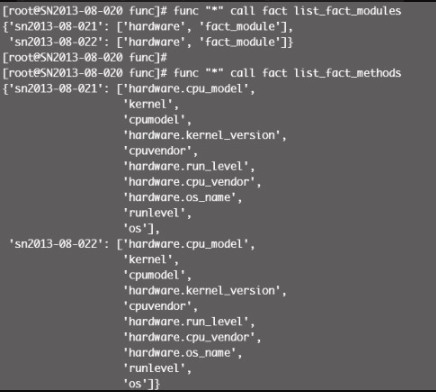 [root@SN2013-08-020 func]# func "*" call fact list_fact_modules
{'sn2013-08-021': ['hardware', 'fact_module'],
 'sn2013-08-022': ['hardware', 'fact_module']}
[root@SN2013-08-020 func]#
[root@SN2013-08-020 func]# func "*" call fact list_fact_methods
{'sn2013-08-021': ['hardware.cpu_model',
                   'kernel',
                   'cpumodel',
                   'hardware.kernel_version',
                   'cpuvendor',
                   'hardware.run_level',
                   'hardware.cpu_vendor',
                   'hardware.os_name',
                   'runlevel',
                   'os'],
 'sn2013-08-022': ['hardware.cpu_model',
                   'kernel',
                   'cpumodel',
                   'hardware.kernel_version',
                   'cpuvendor',
                   'hardware.run_level',
                   'hardware.cpu_vendor',
                   'hardware.os_name',
                   'runlevel',
                   'os']}